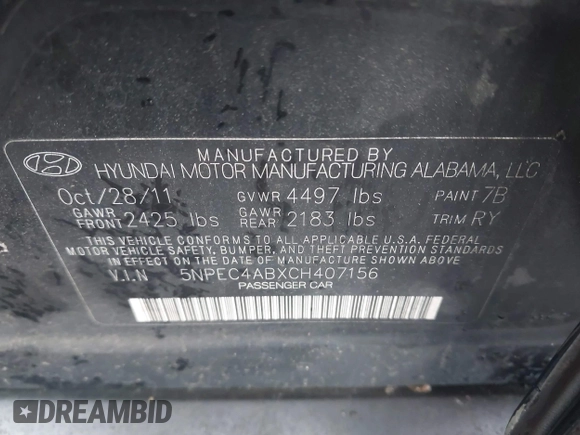 MANUFACTURED BY
HYUNDAI MOTOR MANUFACTURING ALABAMA, LLC
Oct/28/11 GVWR 4497 lbs PAINT 7B
GAWR FRONT 2425 lbs GAWR REAR 2183 lbs TRIM RY
THIS VEHICLE CONFORMS TO ALL APPLICABLE U.S.A. FEDERAL
MOTOR VEHICLE SAFETY, BUMPER, AND THEFT PREVENTION STANDARDS
IN EFFECT ON THE DATE OF MANUFACTURE SHOWN ABOVE
V.I.N 5NPEC4ABXCH407156
PASSENGER CAR
DREAMBID